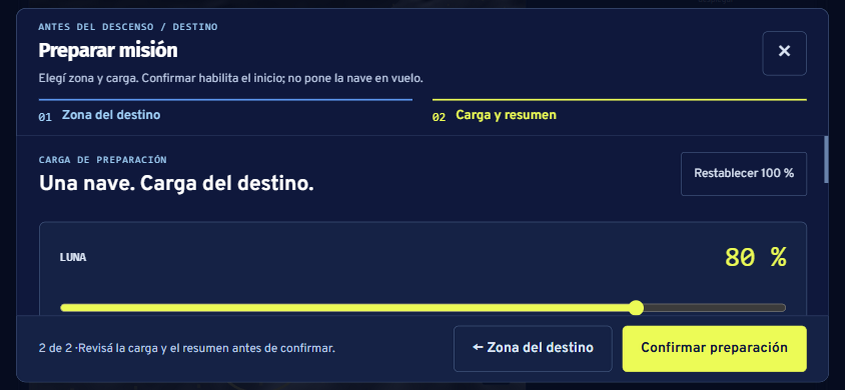 ANTES DEL DESCENSO / DESTINO
Preparar misión
×
Elegí zona y carga. Confirmar habilita el inicio; no pone la nave en vuelo.
01 Zona del destino
02 Carga y resumen
CARGA DE PREPARACIÓN
Una nave. Carga del destino.
Restablecer 100 %
LUNA
80 %
2 de 2 ·Revisá la carga y el resumen antes de confirmar.
← Zona del destino
Confirmar preparación